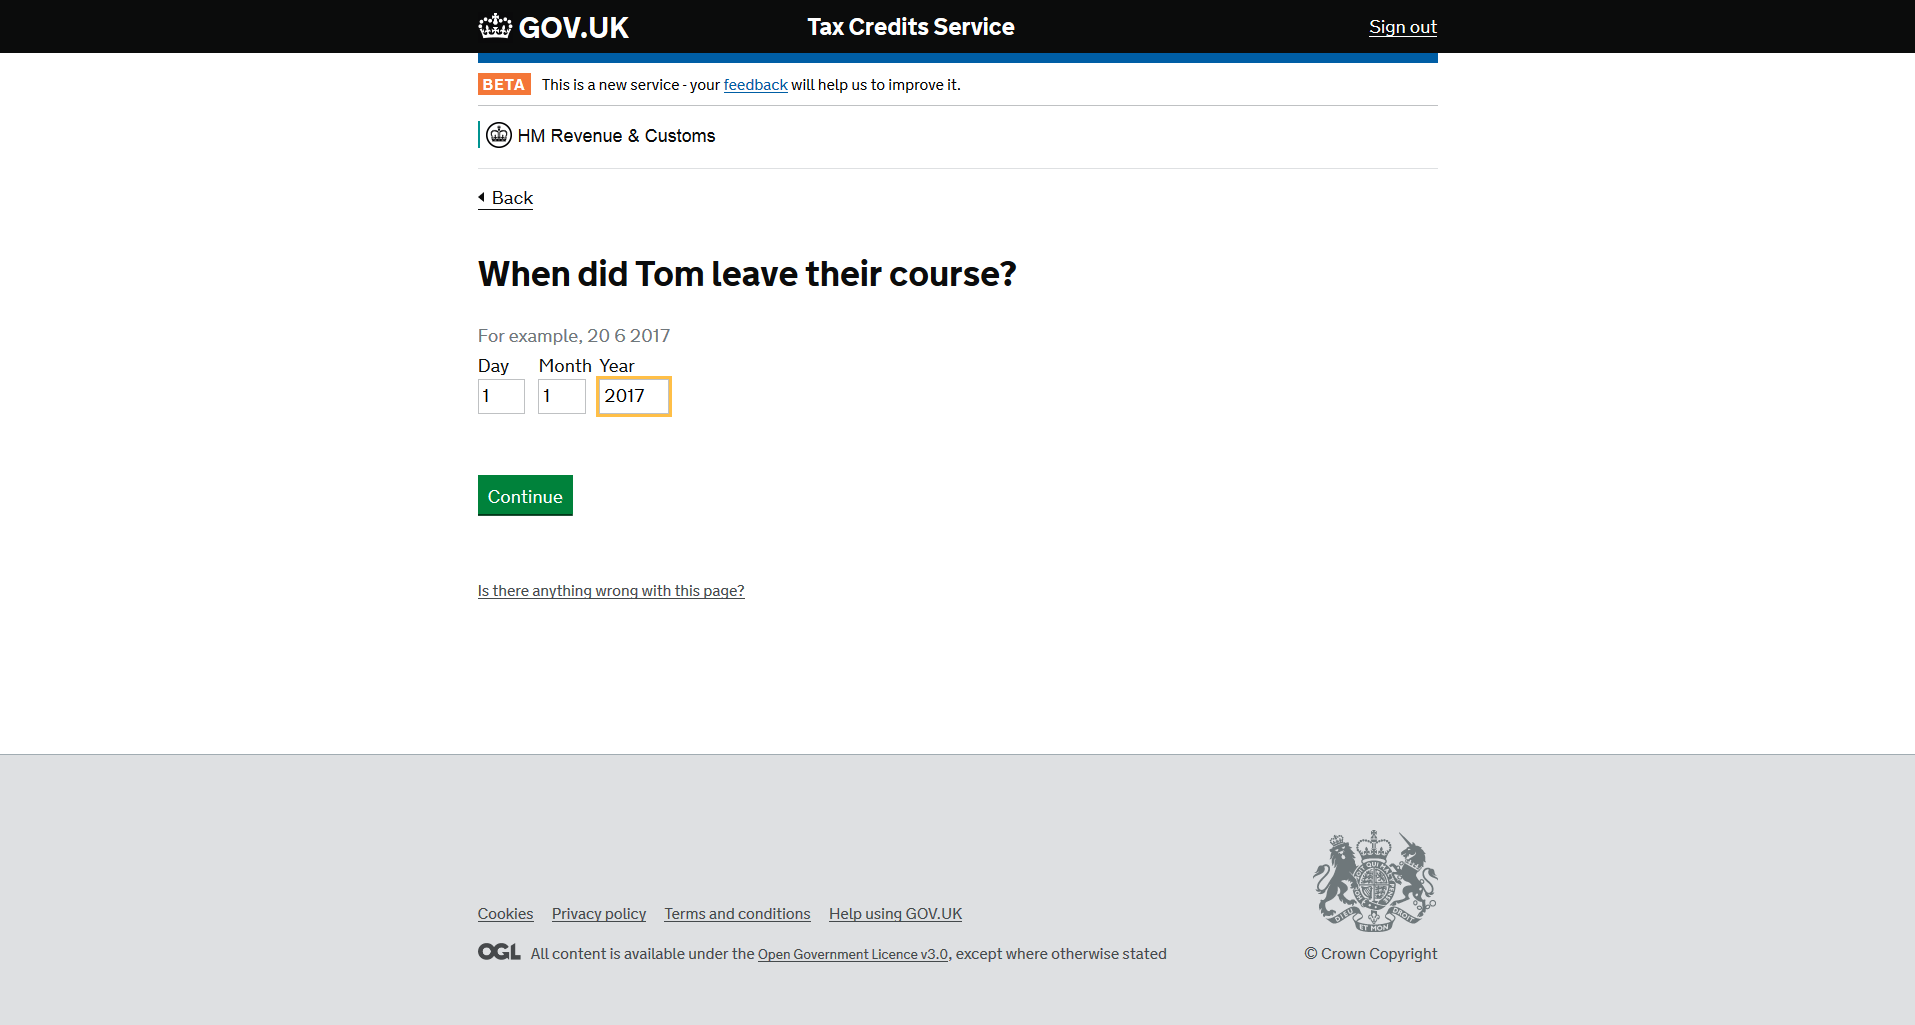 GOV.UK
Tax Credits Service
Sign out
BETA This is a new service - your feedback will help us to improve it.
HM Revenue & Customs
Back
When did Tom leave their course?
For example, 20 6 2017
Day Month Year
1 1 2017
Continue
Is there anything wrong with this page?
Cookies Privacy policy Terms and conditions Help using GOV.UK
OGL All content is available under the Open Government Licence v3.0, except where otherwise stated
© Crown Copyright